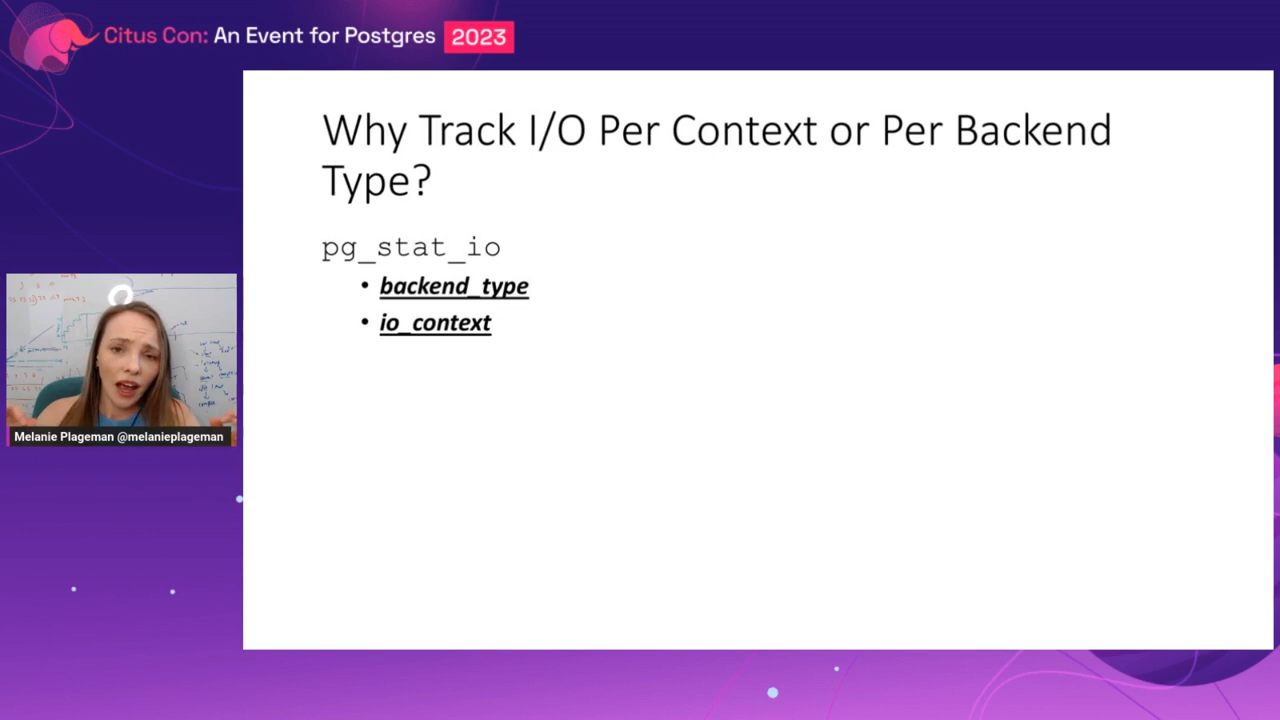 Citus Con: An Event for Postgres 2023
Why Track I/O Per Context or Per Backend
Type?
pg_stat_io
• backend_type
• io_context
Melanie Plageman @melanieplageman